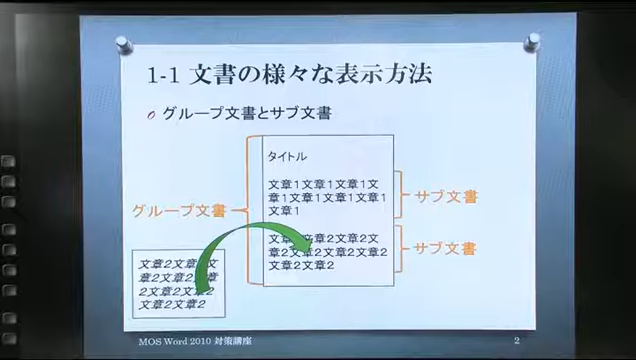 1-1 文書の様々な表示方法
グループ文書とサブ文書
タイトル
文章1文章1文章1文
章1文章1文章1文章1
文章1
サブ文書
グループ文書
文章2文章2文
章2文章2文章2文章2
文章2文章2
サブ文書
文章2文章2文
章2文章2文章
2文章2文章2
文章2文章2
MOS Word 2010 対策講座
2